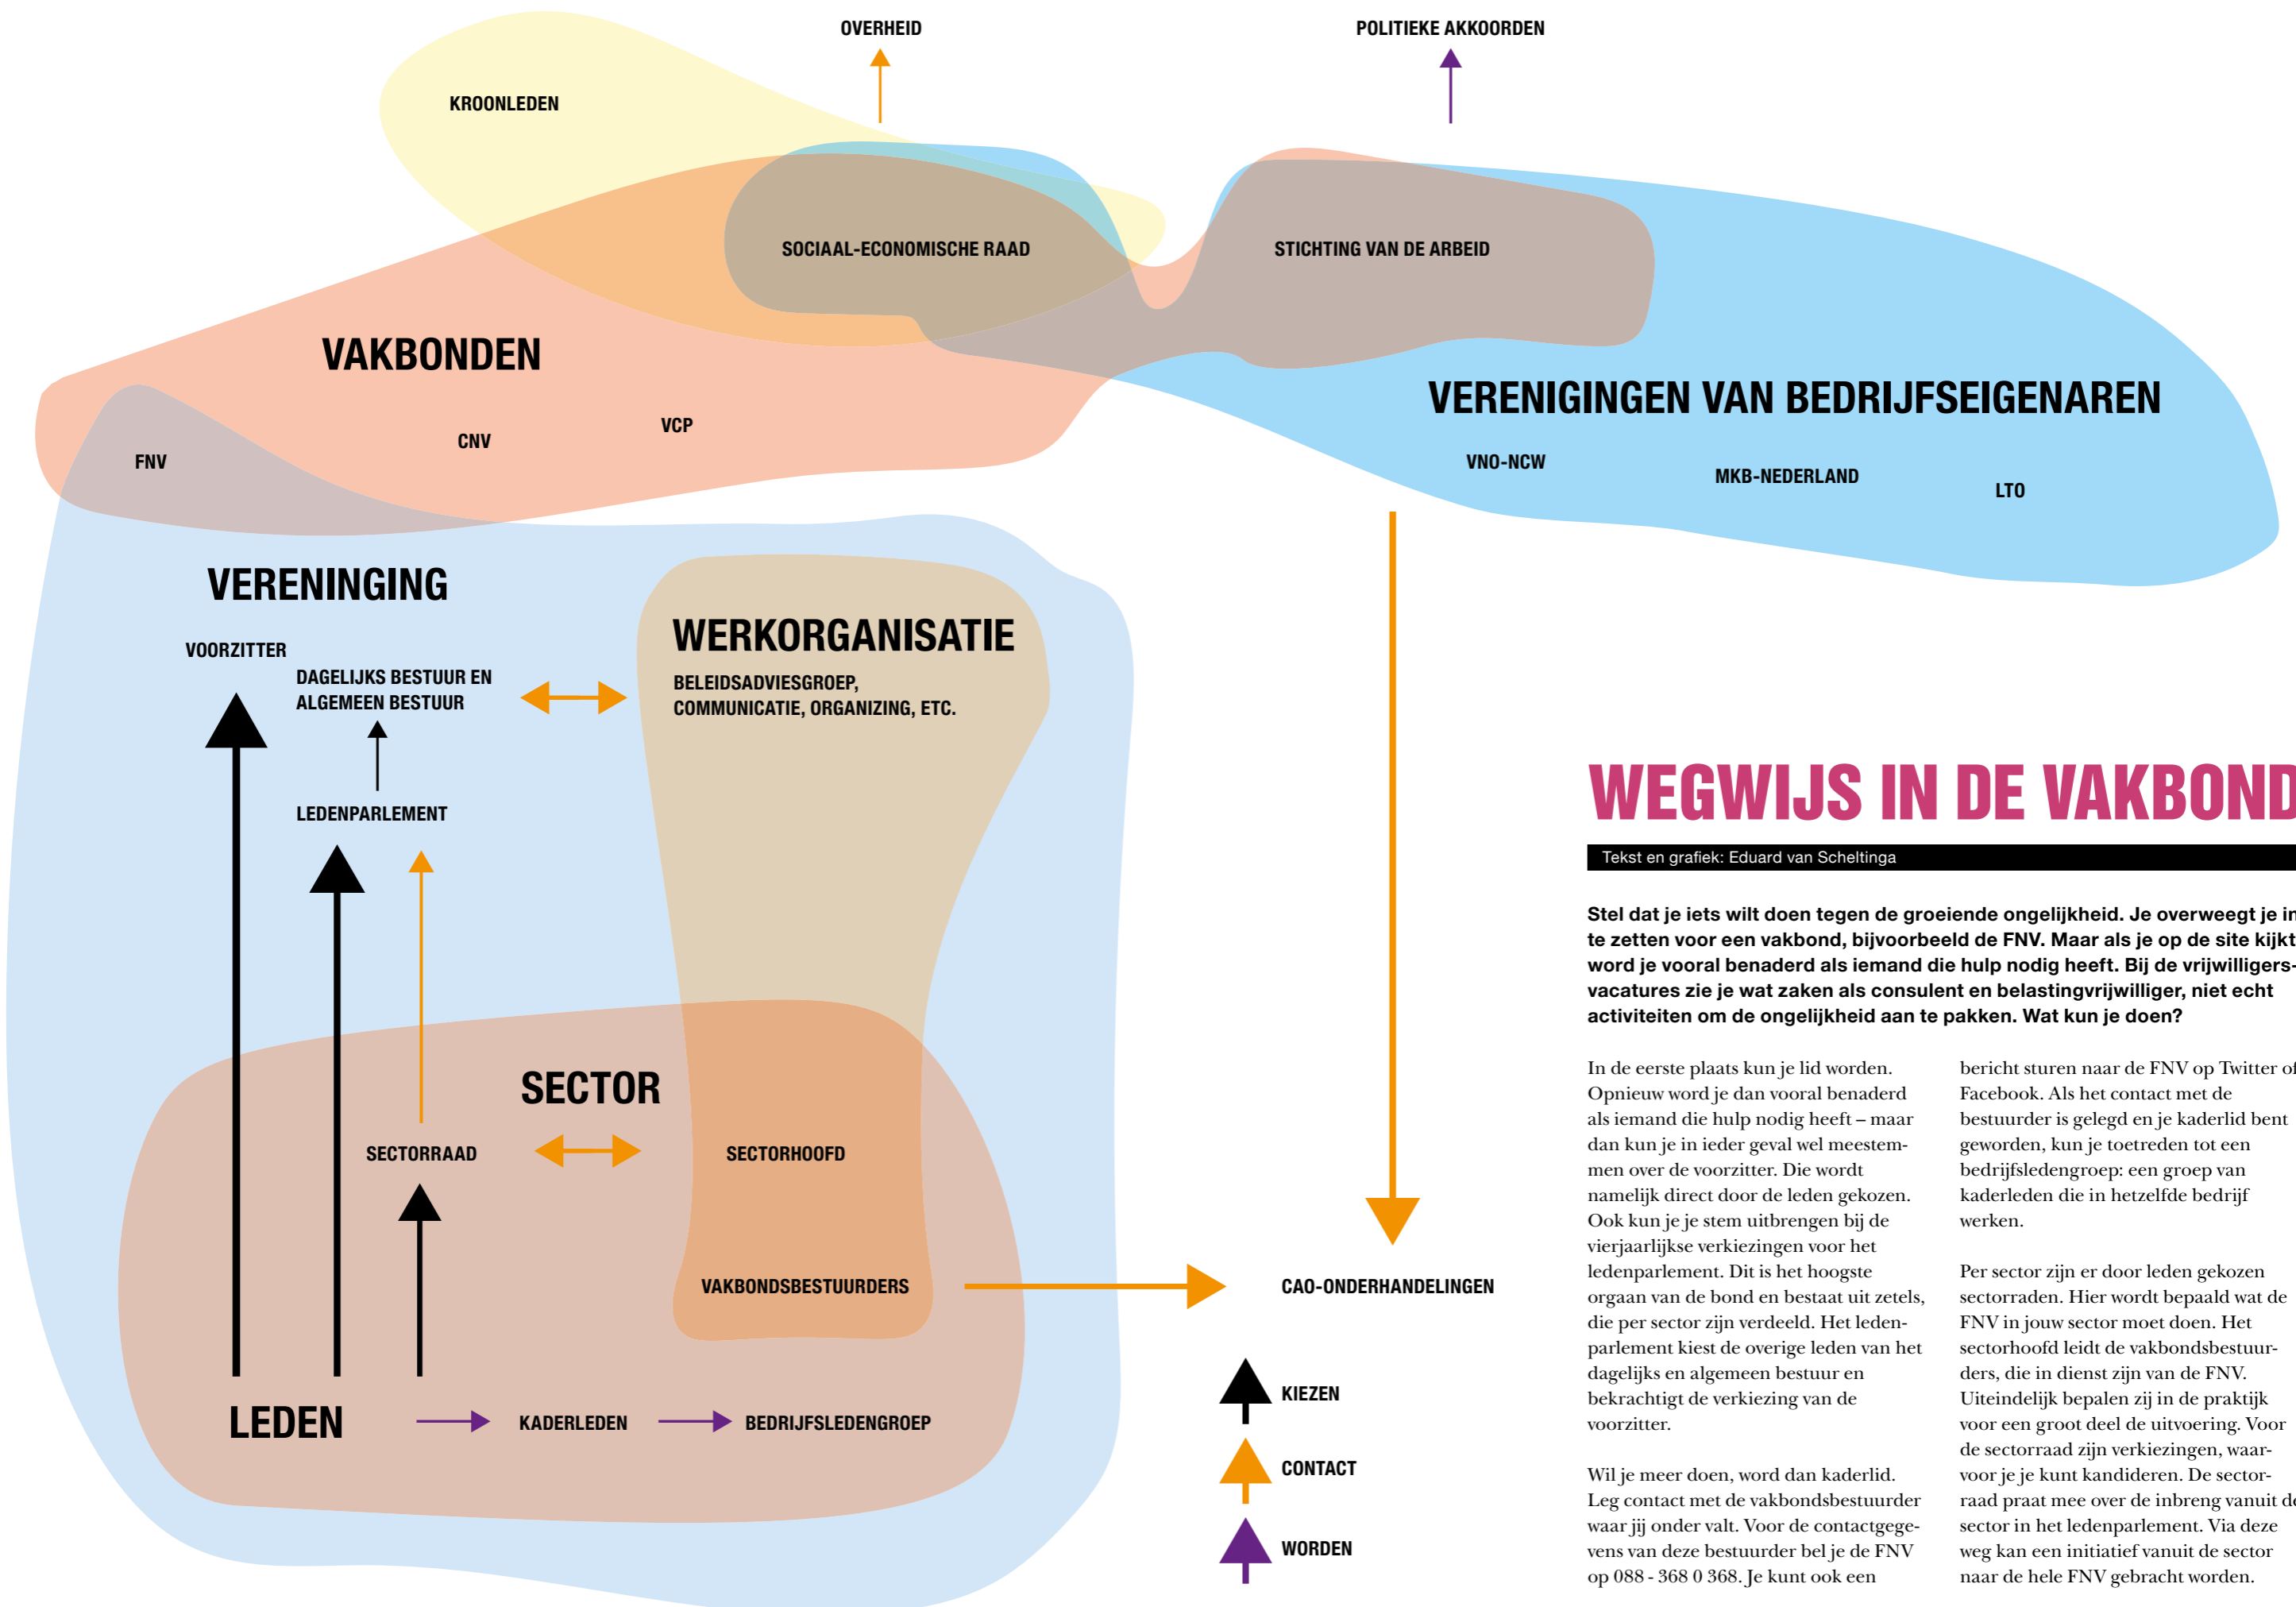 OVERHEID
POLITIEKE AKKOORDEN
KROONLEDEN
SOCIAAL-ECONOMISCHE RAAD
STICHTING VAN DE ARBEID
VAKBONDEN
VERENIGINGEN VAN BEDRIJFSEIGENAREN
FNV
CNV
VCP
VNO-NCW
MKB-NEDERLAND
LTO
VERENINGING
VOORZITTER
DAGELIJKS BESTUUR EN
ALGEMEEN BESTUUR
WERKORGANISATIE
BELEIDSADVIESGROEP,
COMMUNICATIE, ORGANIZING, ETC.
LEDENPARLEMENT
SECTOR
SECTORRAAD
SECTORHOOFD
VAKBONDSBESTUURDERS
CAO-ONDERHANDELINGEN
LEDEN
KADERLEDEN
BEDRIJFSLEDENGROEP
KIEZEN
CONTACT
WORDEN
WEGWIJS IN DE VAKBOND
Tekst en grafiek: Eduard van Scheltinga
Stel dat je iets wilt doen tegen de groeiende ongelijkheid. Je overweegt je in
te zetten voor een vakbond, bijvoorbeeld de FNV. Maar als je op de site kijkt
word je vooral benaderd als iemand die hulp nodig heeft. Bij de vrijwilligers-
vacatures zie je wat zaken als consulent en belastingvrijwilliger, niet echt
activiteiten om de ongelijkheid aan te pakken. Wat kun je doen?
In de eerste plaats kun je lid worden.
Opnieuw word je dan vooral benaderd
als iemand die hulp nodig heeft – maar
dan kun je in ieder geval wel meestem-
men over de voorzitter. Die wordt
namelijk direct door de leden gekozen.
Ook kun je je stem uitbrengen bij de
vierjaarlijkse verkiezingen voor het
ledenparlement. Dit is het hoogste
orgaan van de bond en bestaat uit zetels,
die per sector zijn verdeeld. Het leden-
parlement kiest de overige leden van het
dagelijks en algemeen bestuur en
bekrachtigt de verkiezing van de
voorzitter.
Wil je meer doen, word dan kaderlid.
Leg contact met de vakbondsbestuurder
waar jij onder valt. Voor de contactgege-
vens van deze bestuurder bel je de FNV
op 088 - 368 0 368. Je kunt ook een
bericht sturen naar de FNV op Twitter of
Facebook. Als het contact met de
bestuurder is gelegd en je kaderlid bent
geworden, kun je toetreden tot een
bedrijfsledengroep: een groep van
kaderleden die in hetzelfde bedrijf
werken.
Per sector zijn er door leden gekozen
sectorraden. Hier wordt bepaald wat de
FNV in jouw sector moet doen. Het
sectorhoofd leidt de vakbondsbestuur-
ders, die in dienst zijn van de FNV.
Uiteindelijk bepalen zij in de praktijk
voor een groot deel de uitvoering. Voor
de sectorraad zijn verkiezingen, waar-
voor je je kunt kandideren. De sector-
raad praat mee over de inbreng vanuit de
sector in het ledenparlement. Via deze
weg kan een initiatief vanuit de sector
naar de hele FNV gebracht worden.